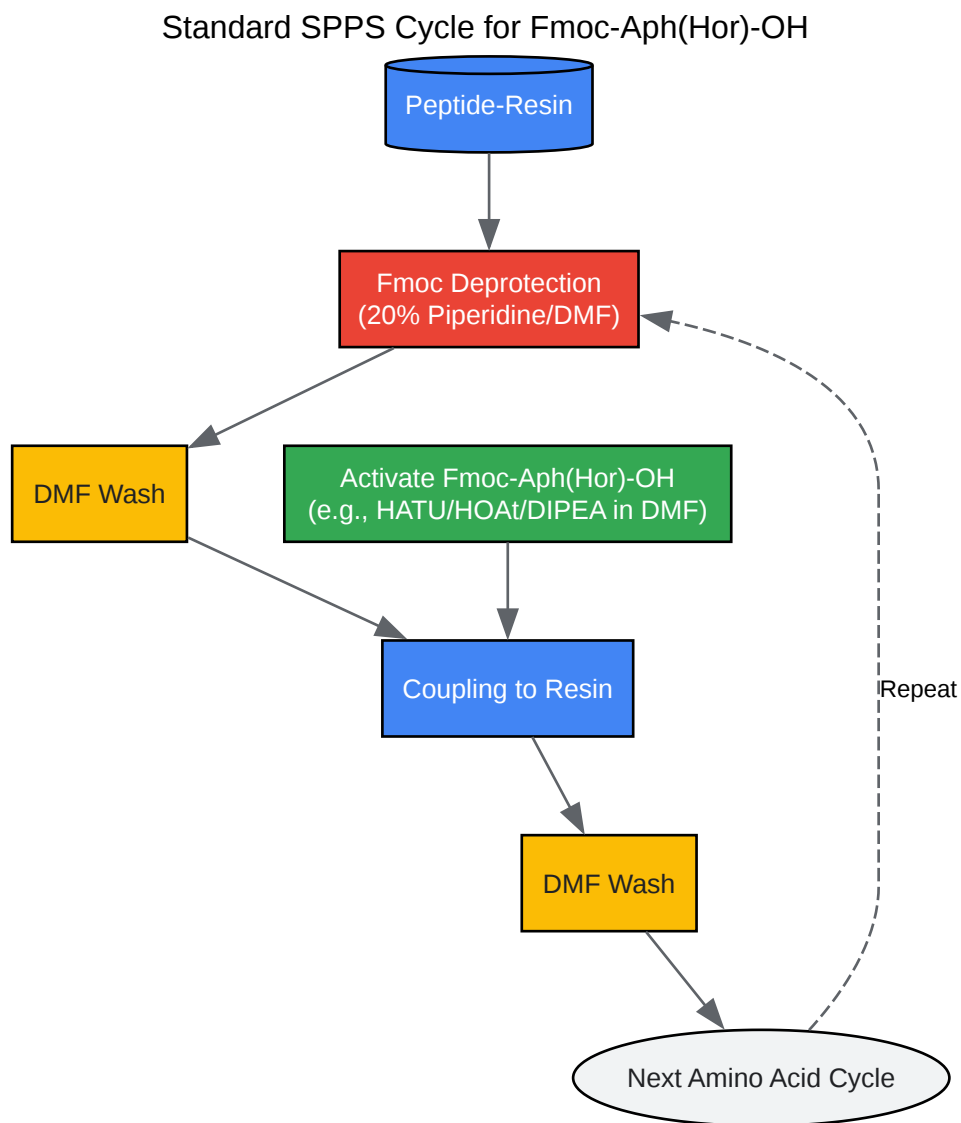 Standard SPPS Cycle for Fmoc-Aph(Hor)-OH
Peptide-Resin
Fmoc Deprotection
(20% Piperidine/DMF)
DMF Wash
Activate Fmoc-Aph(Hor)-OH
(e.g., HATU/HOAt/DIPEA in DMF)
Coupling to Resin
Repeat
DMF Wash
Next Amino Acid Cycle